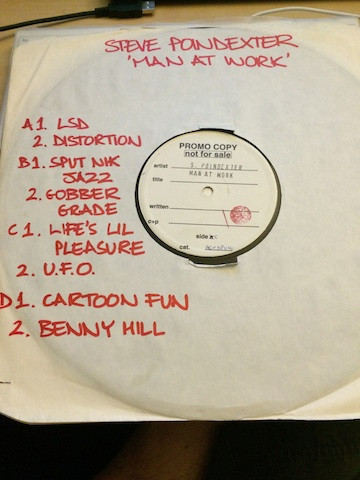 STEVE POINDEXTER
'MAN AT WORK'
A1. LSD
2. DISTORTION
B1. SPUT NIK
JAZZ
2. GOBBER
GRADE
C1. LIFE'S LIL
PLEASURE
2. U.F.O.
D1. CARTOON FUN
2. BENNY HILL
PROMO COPY
not for sale
artist S. POINDEXTER
title MAN AT WORK
written
c+p
side
cat.